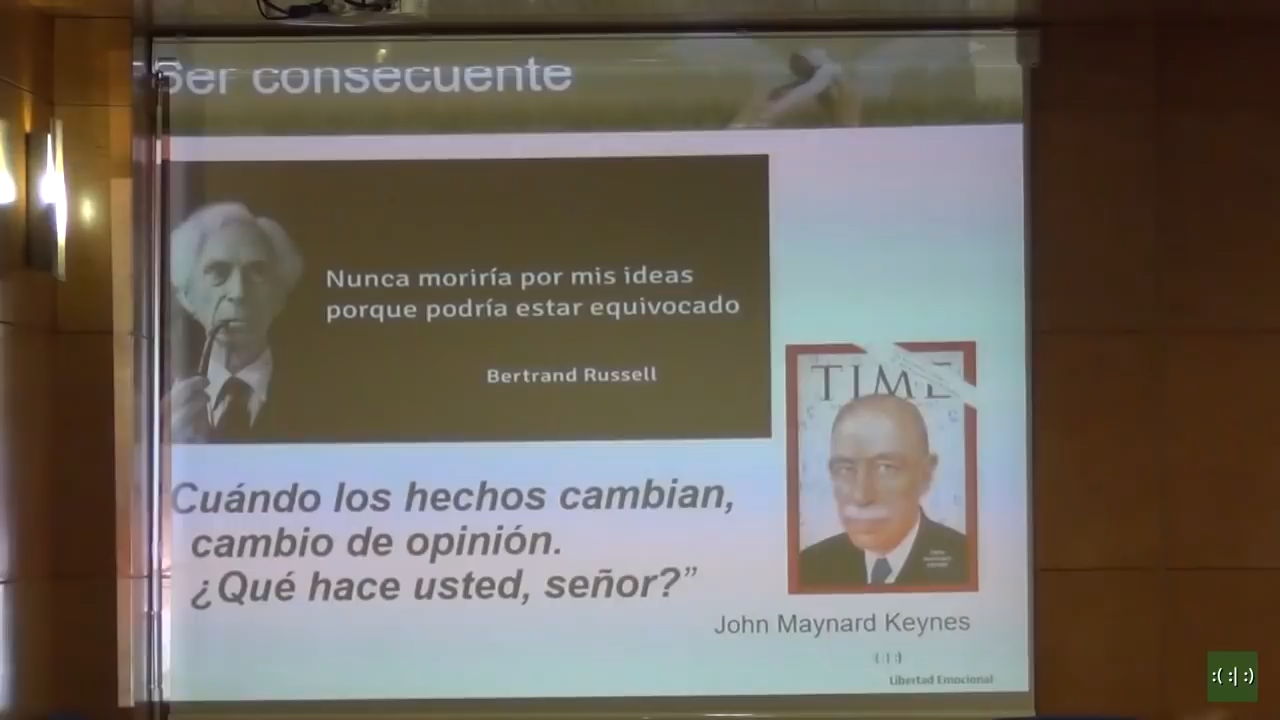 Ser consecuente
Nunca moriría por mis ideas
porque podría estar equivocado
Bertrand Russell
TIME
Cuándo los hechos cambian,
cambio de opinión.
¿Qué hace usted, señor?”
John Maynard Keynes
:( :| :)
Libertad Emocional
:( :| :)